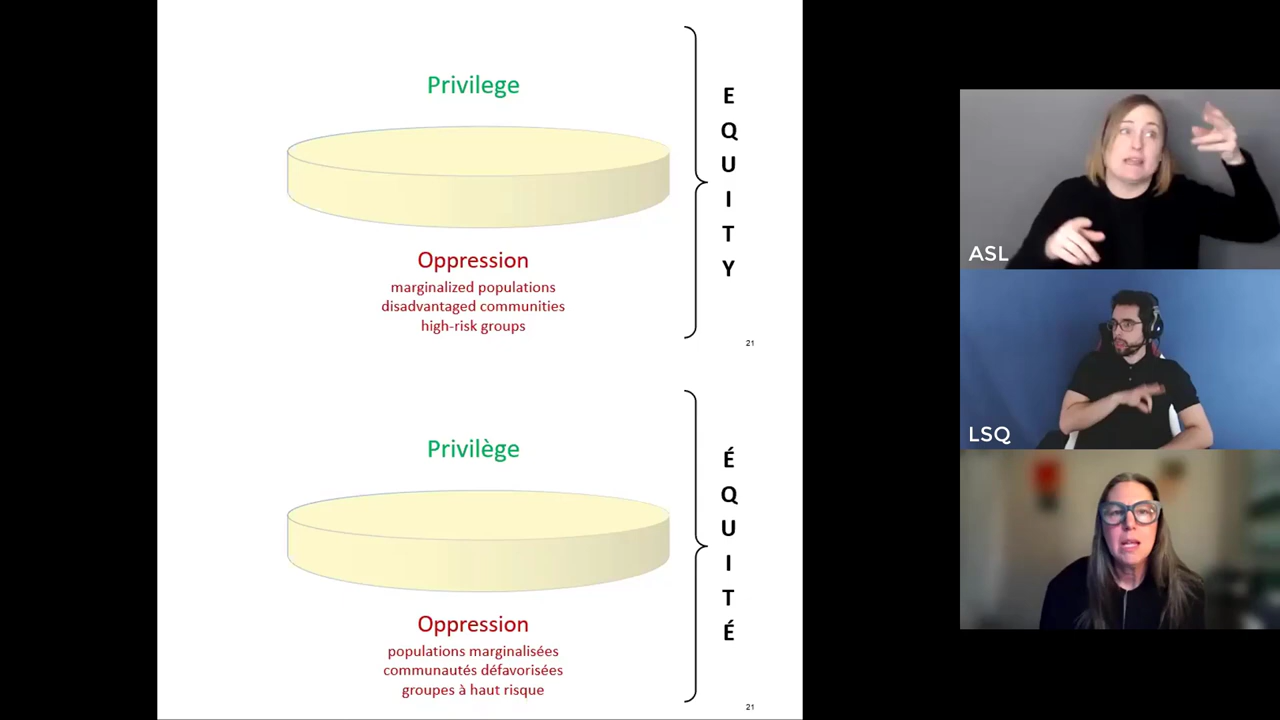 Privilege
Oppression
marginalized populations
disadvantaged communities
high-risk groups
E
Q
U
I
T
Y
21
Privilège
Oppression
populations marginalisées
communautés défavorisées
groupes à haut risque
É
Q
U
I
T
É
21
ASL
LSQ